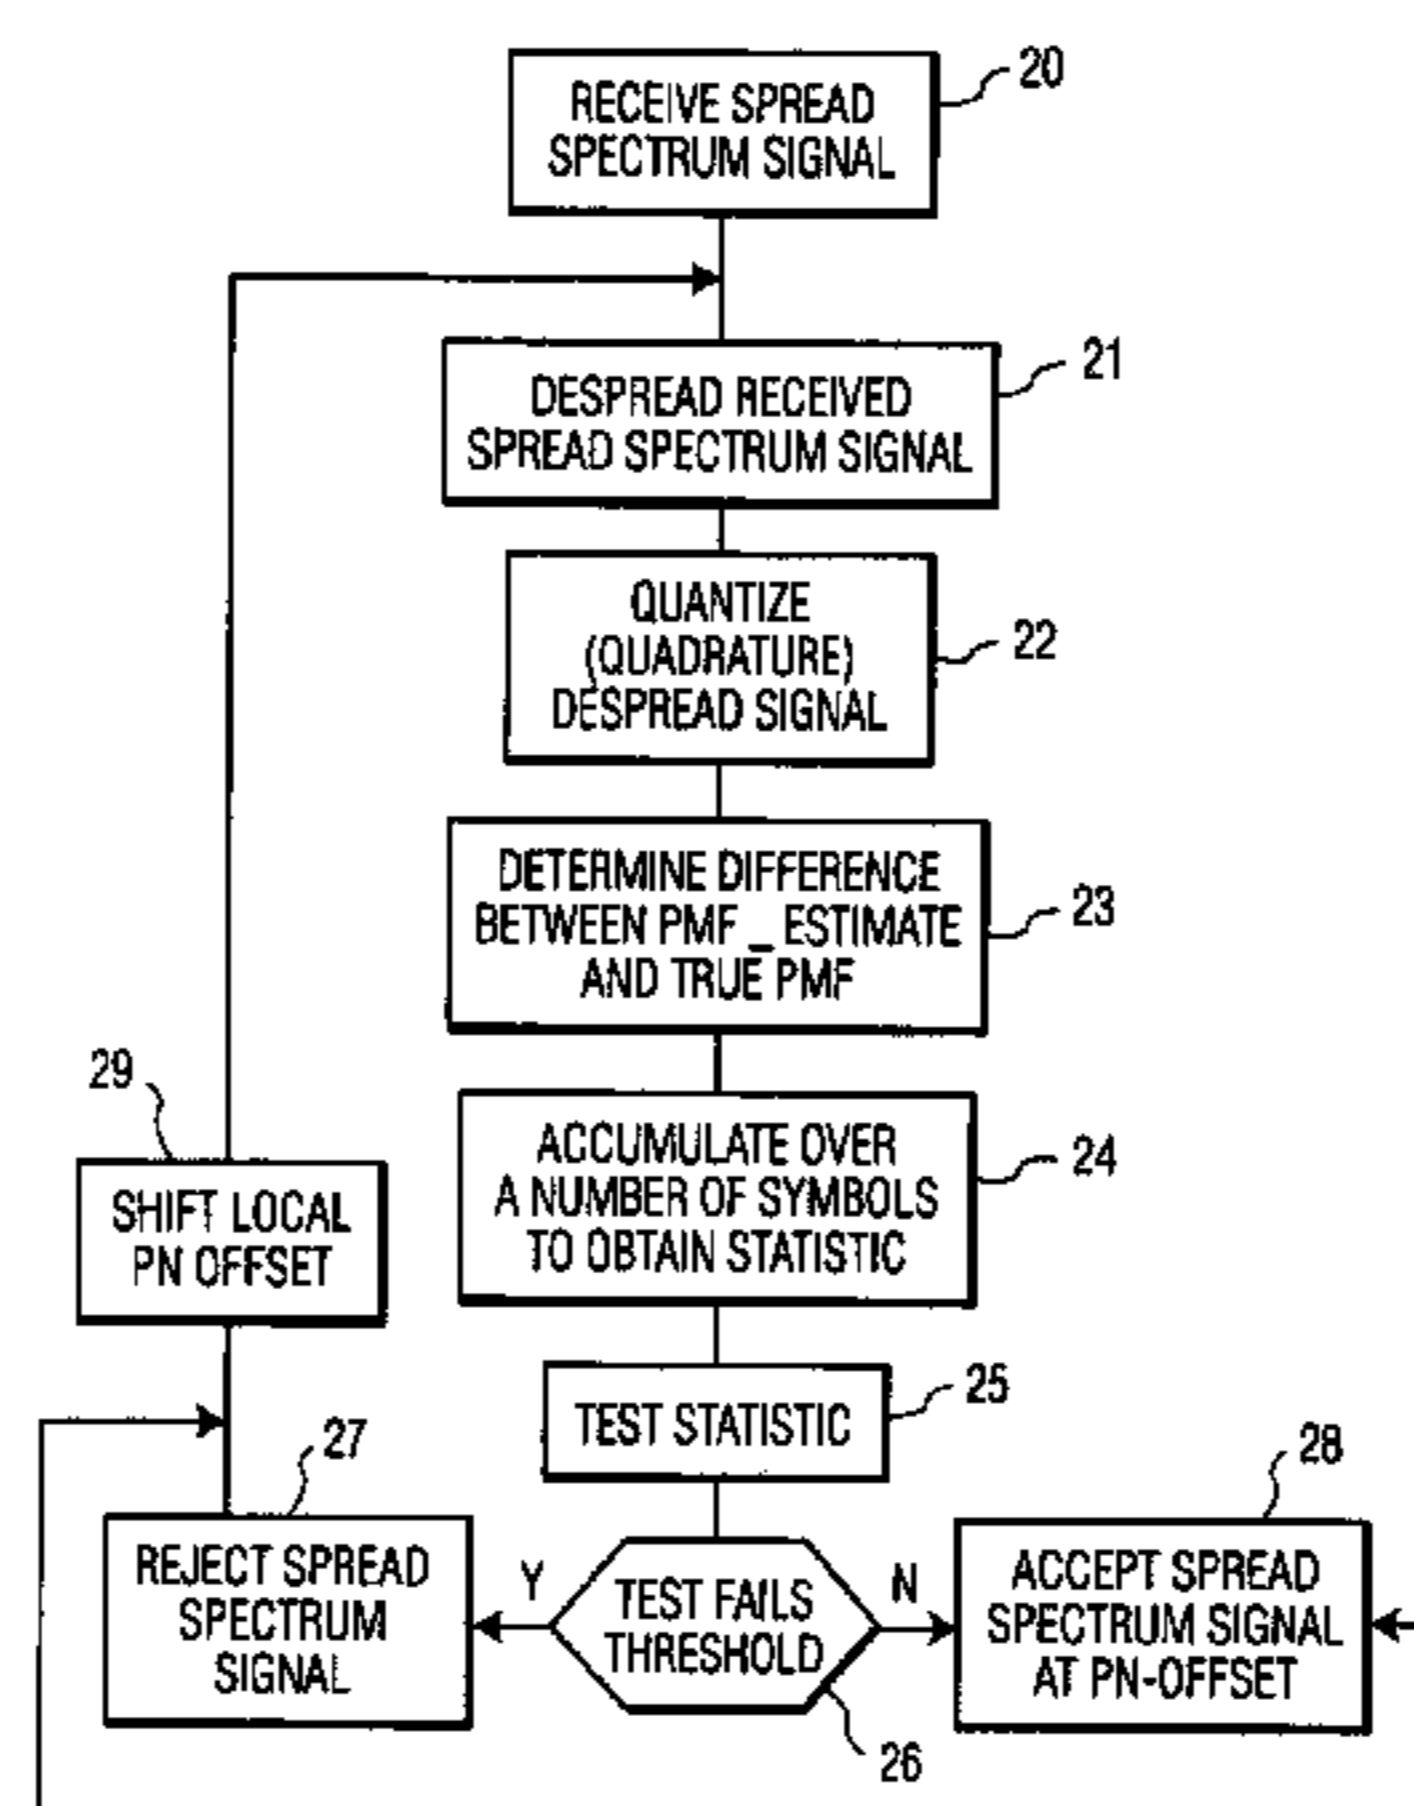 RECEIVE SPREAD
SPECTRUM SIGNAL
20
DESPREAD RECEIVED
SPREAD SPECTRUM SIGNAL
21
QUANTIZE
(QUADRATURE)
DESPREAD SIGNAL
22
DETERMINE DIFFERENCE
BETWEEN PMF_ESTIMATE
AND TRUE PMF
23
ACCUMULATE OVER
A NUMBER OF SYMBOLS
TO OBTAIN STATISTIC
24
29
SHIFT LOCAL
PN OFFSET
TEST STATISTIC
25
27
REJECT SPREAD
SPECTRUM
SIGNAL
Y
TEST FAILS
THRESHOLD
N
26
28
ACCEPT SPREAD
SPECTRUM SIGNAL
AT PN-OFFSET